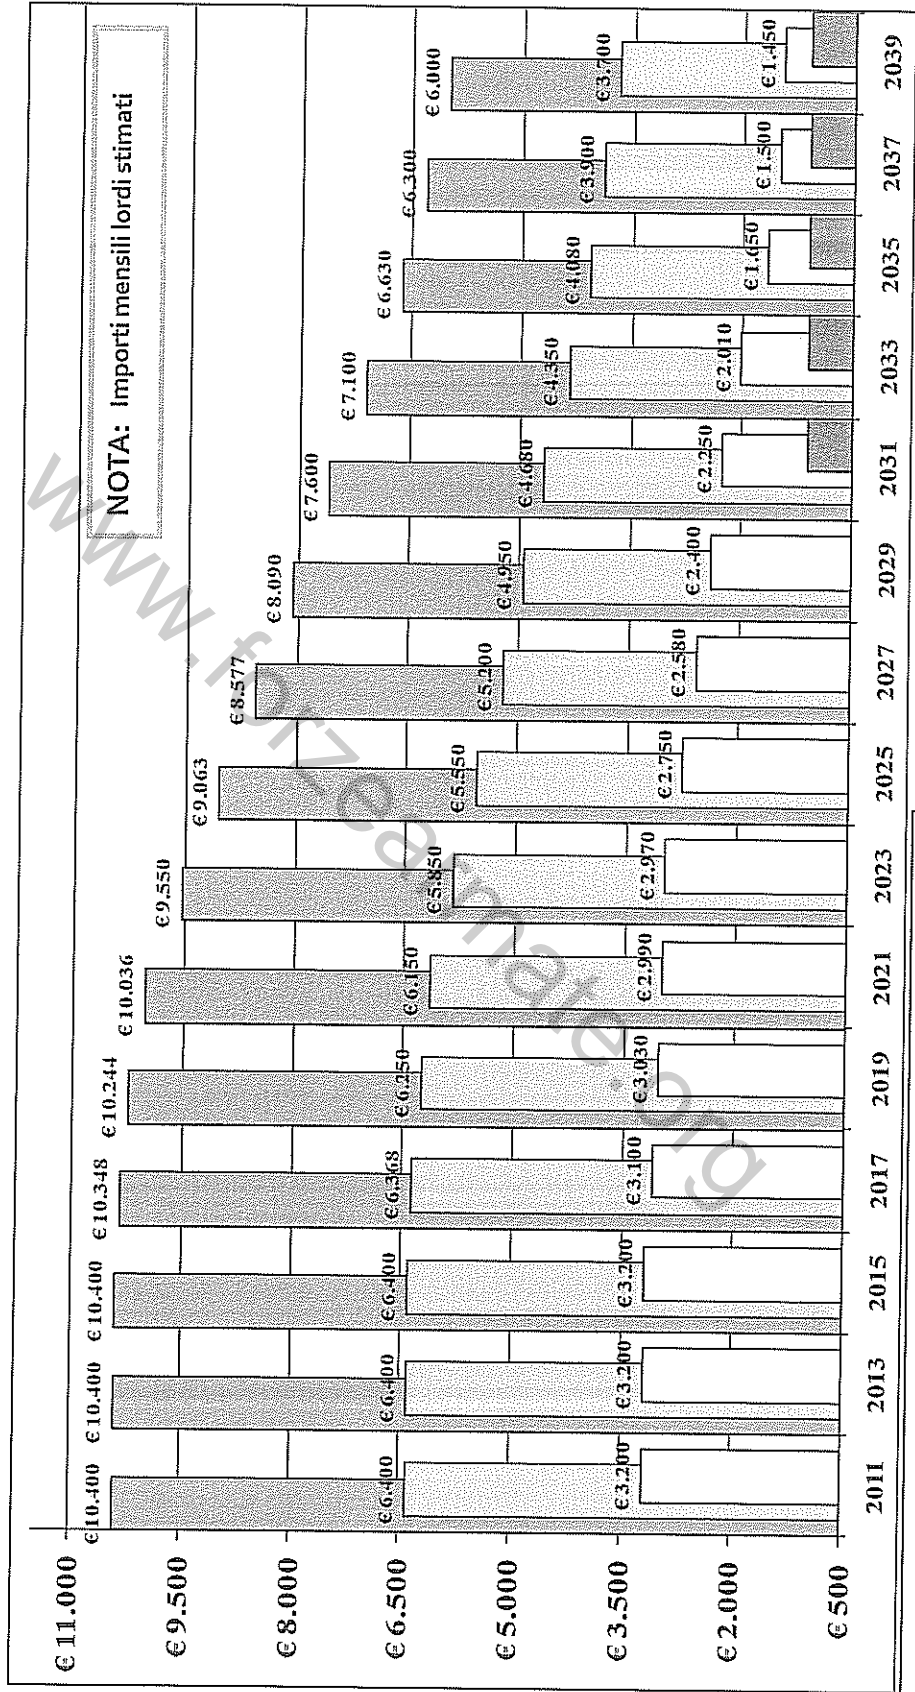 NOTA: Importi mensili lordi stimati
€ 11.000
€ 9.500
€ 8.000
€ 6.500
€ 5.000
€ 3.500
€ 2.000
€ 500
€ 10.400 € 10.400 € 10.400 € 10.348 € 10.244 € 10.036 € 9.550 € 9.063 € 8.577 € 8.090 € 7.600 € 7.100 € 6.630 € 6.300 € 6.000
€ 6.400 € 6.400 € 6.400 € 6.368 € 6.250 € 6.150 € 5.850 € 5.550 € 5.200 € 4.950 € 4.680 € 4.350 € 4.080 € 3.900 € 3.700
€ 3.200 € 3.200 € 3.200 € 3.100 € 3.030 € 2.990 € 2.970 € 2.750 € 2.580 € 2.400 € 2.250 € 2.010 € 1.650 € 1.500 € 1.450
2011 2013 2015 2017 2019 2021 2023 2025 2027 2029 2031 2033 2035 2037 2039
www.forzearmate.org